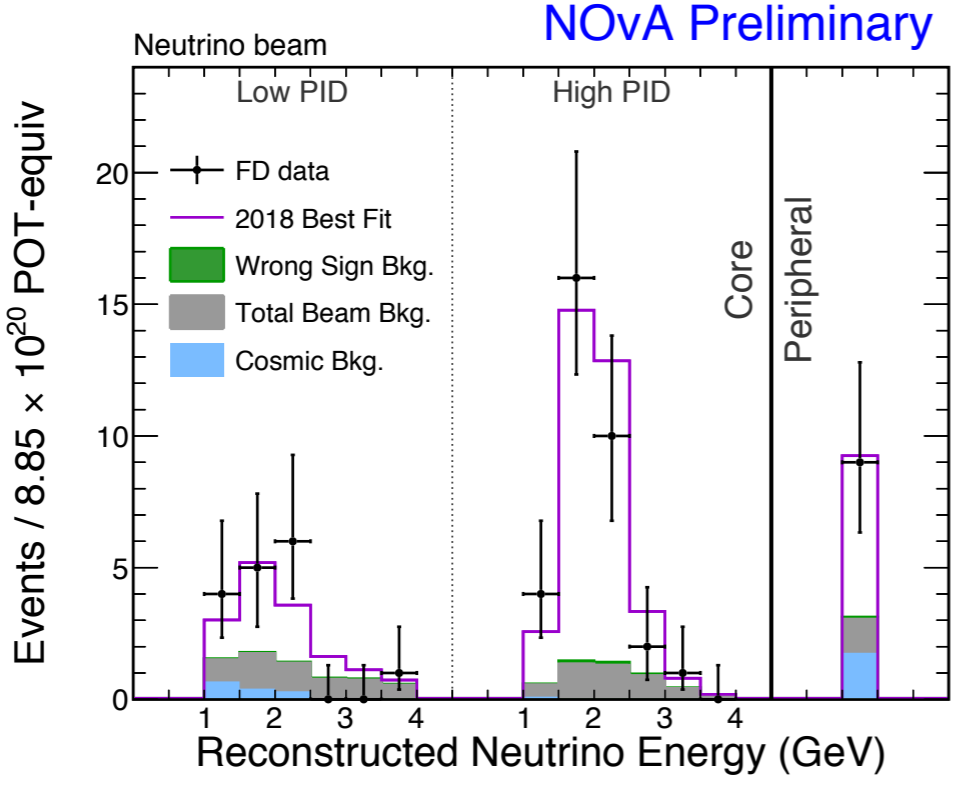 NOvA Preliminary
Neutrino beam
Low PID
High PID
FD data
2018 Best Fit
Wrong Sign Bkg.
Total Beam Bkg.
Cosmic Bkg.
Core
Peripheral
Events / 8.85 × 10²⁰ POT-equiv
20
15
10
5
0
1 2 3 4 1 2 3 4
Reconstructed Neutrino Energy (GeV)